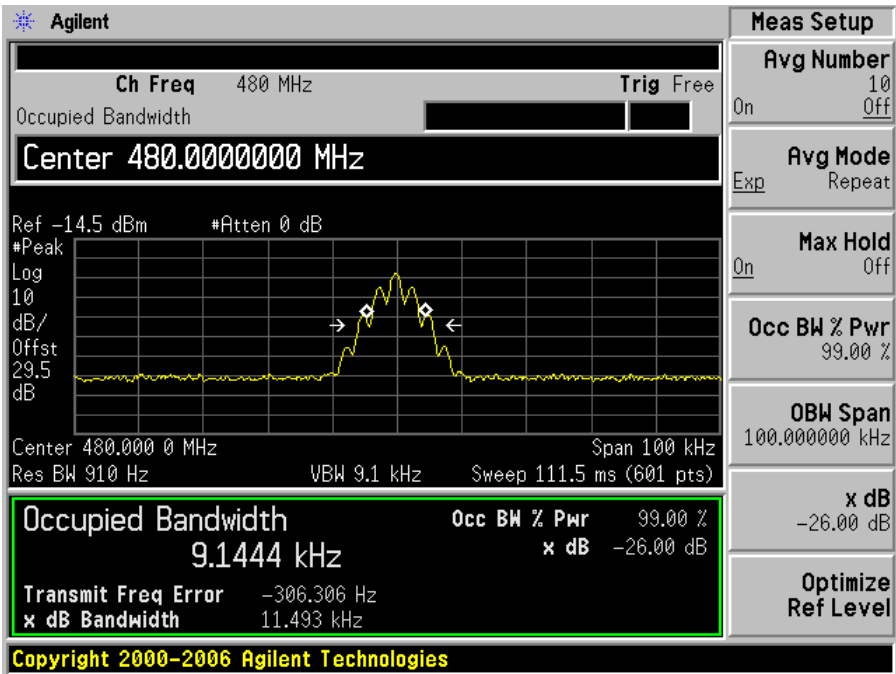 Agilent
Ch Freq 480 MHz Trig Free
Occupied Bandwidth
Center 480.0000000 MHz
Ref -14.5 dBm #Atten 0 dB
#Peak
Log
10
dB/
Offst
29.5
dB
Center 480.000 0 MHz Span 100 kHz
Res BW 910 Hz VBW 9.1 kHz Sweep 111.5 ms (601 pts)
Occupied Bandwidth
9.1444 kHz
Occ BW % Pwr 99.00 %
x dB -26.00 dB
Transmit Freq Error -306.306 Hz
x dB Bandwidth 11.493 kHz
Copyright 2000-2006 Agilent Technologies
Meas Setup
Avg Number
10
On Off
Avg Mode
Exp Repeat
Max Hold
On Off
Occ BW % Pwr
99.00 %
OBW Span
100.000000 kHz
x dB
-26.00 dB
Optimize
Ref Level